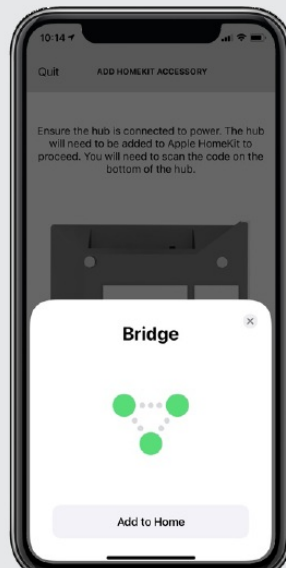 10:14
Quit ADD HOMEKIT ACCESSORY
Ensure the hub is connected to power. The hub
will need to be added to Apple HomeKit to
proceed. You will need to scan the code on the
bottom of the hub.
Bridge
Add to Home